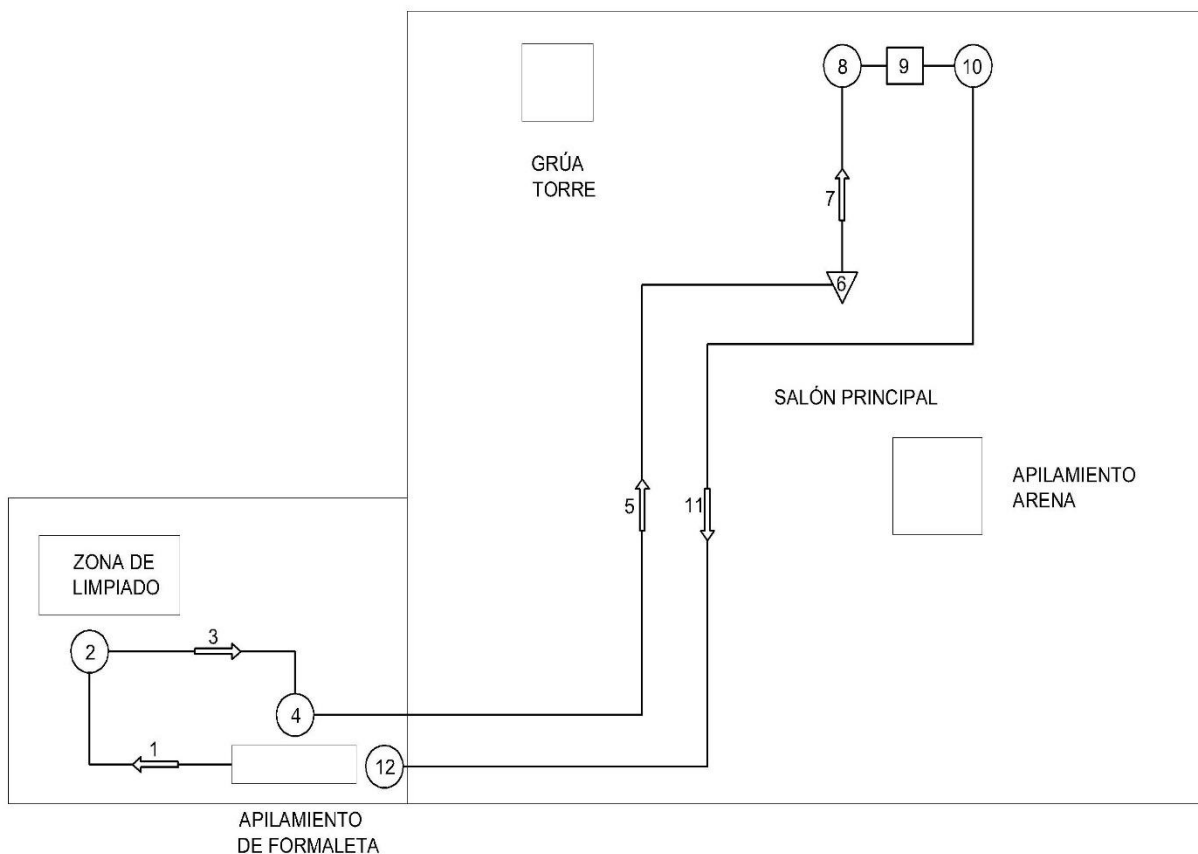 8
9
10
GRÚA
TORRE
7
6
SALÓN PRINCIPAL
APILAMIENTO
ARENA
5
11
ZONA DE
LIMPIADO
3
2
4
1
12
APILAMIENTO
DE FORMALETA